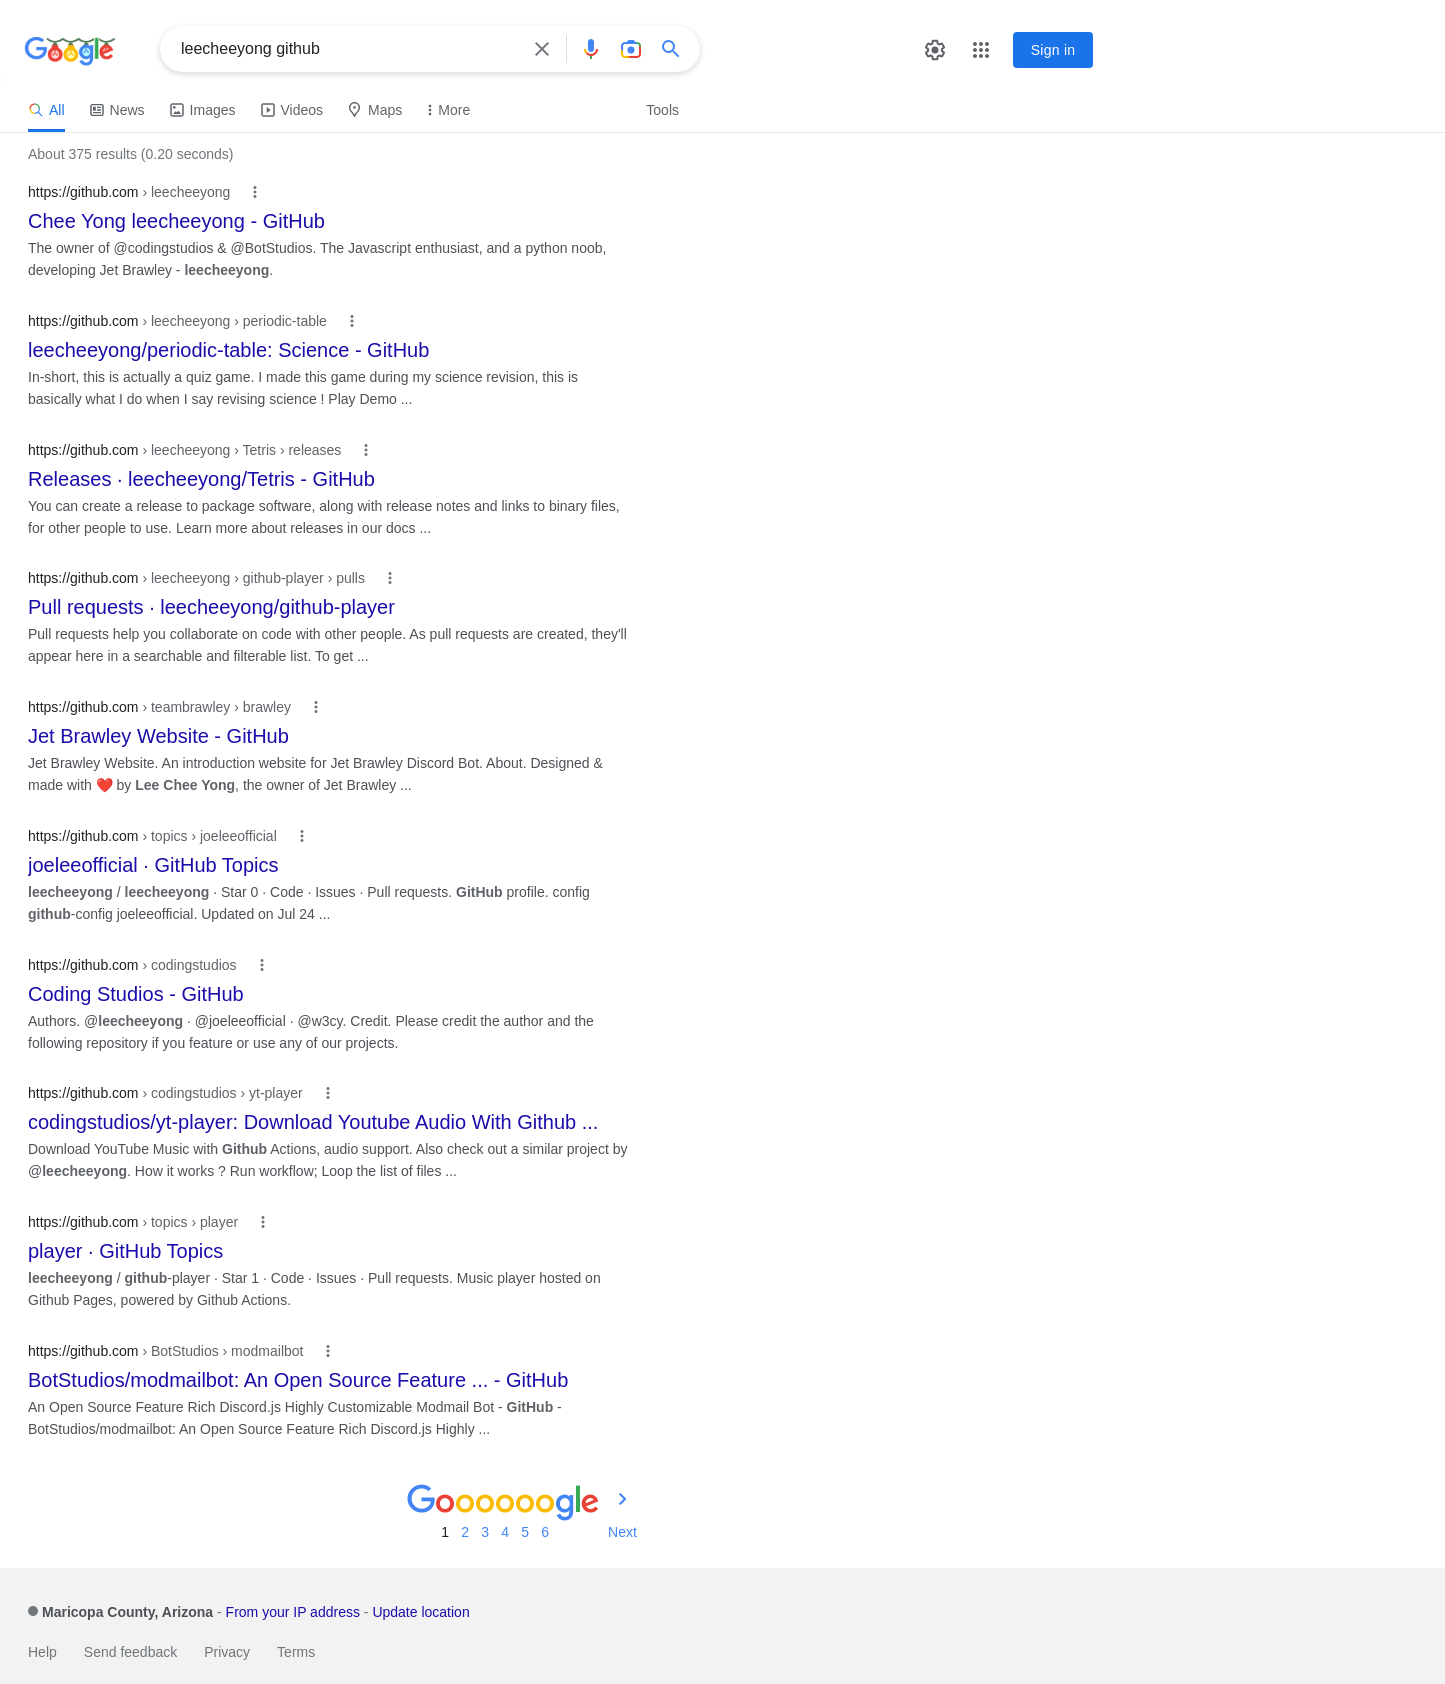 Google
leecheeyong github
Sign in
All News Images Videos Maps More Tools
About 375 results (0.20 seconds)
https://github.com › leecheeyong
Chee Yong leecheeyong - GitHub
The owner of @codingstudios & @BotStudios. The Javascript enthusiast, and a python noob,
developing Jet Brawley - leecheeyong.
https://github.com › leecheeyong › periodic-table
leecheeyong/periodic-table: Science - GitHub
In-short, this is actually a quiz game. I made this game during my science revision, this is
basically what I do when I say revising science ! Play Demo ...
https://github.com › leecheeyong › Tetris › releases
Releases · leecheeyong/Tetris - GitHub
You can create a release to package software, along with release notes and links to binary files,
for other people to use. Learn more about releases in our docs ...
https://github.com › leecheeyong › github-player › pulls
Pull requests · leecheeyong/github-player
Pull requests help you collaborate on code with other people. As pull requests are created, they'll
appear here in a searchable and filterable list. To get ...
https://github.com › teambrawley › brawley
Jet Brawley Website - GitHub
Jet Brawley Website. An introduction website for Jet Brawley Discord Bot. About. Designed &
made with ❤️ by Lee Chee Yong, the owner of Jet Brawley ...
https://github.com › topics › joeleeofficial
joeleeofficial · GitHub Topics
leecheeyong / leecheeyong · Star 0 · Code · Issues · Pull requests. GitHub profile. config
github-config joeleeofficial. Updated on Jul 24 ...
https://github.com › codingstudios
Coding Studios - GitHub
Authors. @leecheeyong · @joeleeofficial · @w3cy. Credit. Please credit the author and the
following repository if you feature or use any of our projects.
https://github.com › codingstudios › yt-player
codingstudios/yt-player: Download Youtube Audio With Github ...
Download YouTube Music with Github Actions, audio support. Also check out a similar project by
@leecheeyong. How it works ? Run workflow; Loop the list of files ...
https://github.com › topics › player
player · GitHub Topics
leecheeyong / github-player · Star 1 · Code · Issues · Pull requests. Music player hosted on
Github Pages, powered by Github Actions.
https://github.com › BotStudios › modmailbot
BotStudios/modmailbot: An Open Source Feature ... - GitHub
An Open Source Feature Rich Discord.js Highly Customizable Modmail Bot - GitHub -
BotStudios/modmailbot: An Open Source Feature Rich Discord.js Highly ...
Goooooogle
1 2 3 4 5 6 Next
Maricopa County, Arizona - From your IP address - Update location
Help Send feedback Privacy Terms